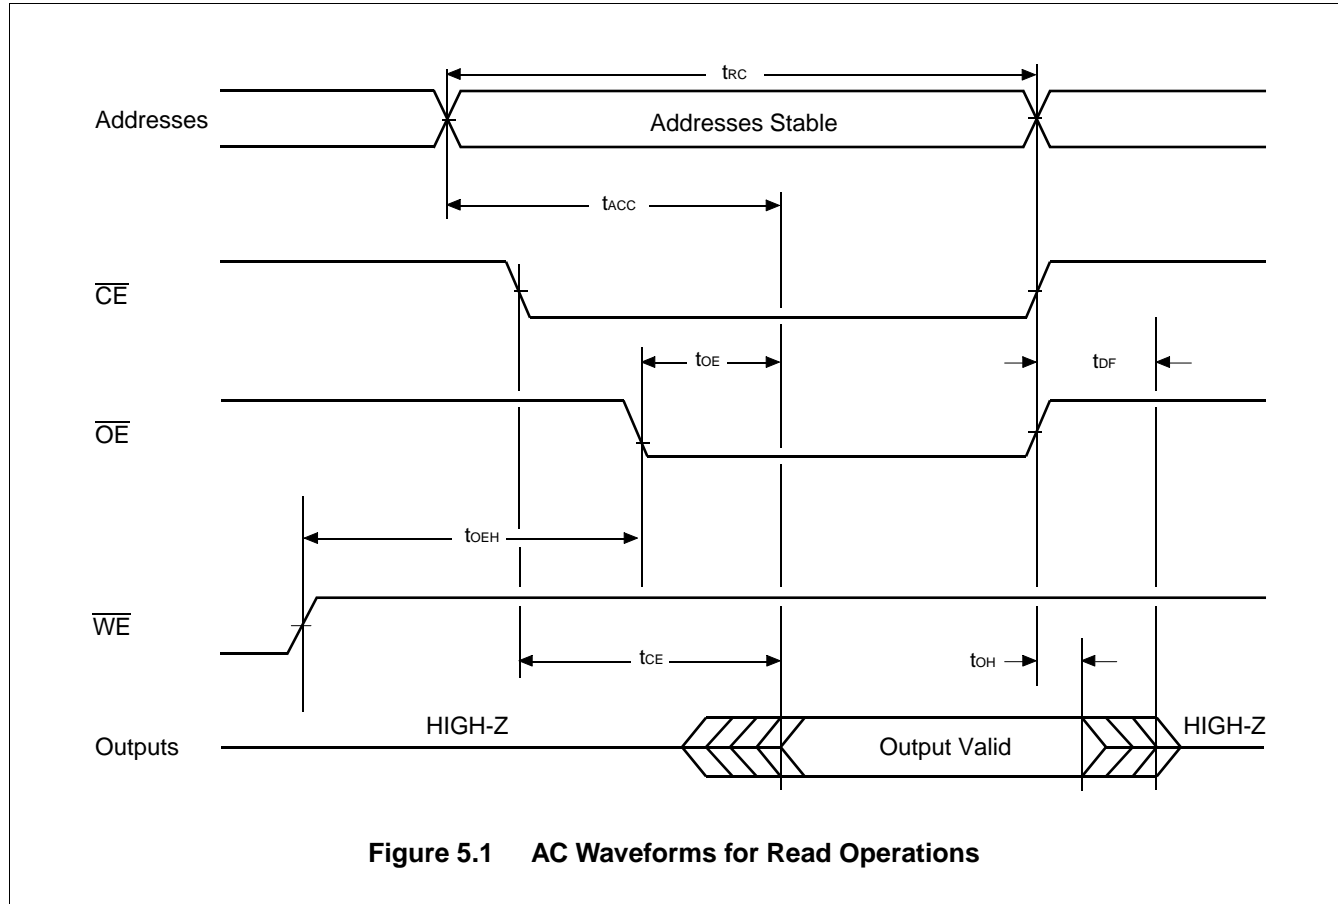 tRC
Addresses
Addresses Stable
tACC
CE
tOE
tDF
OE
tOEH
WE
tCE
tOH
HIGH-Z
HIGH-Z
Outputs
Output Valid
Figure 5.1 AC Waveforms for Read Operations